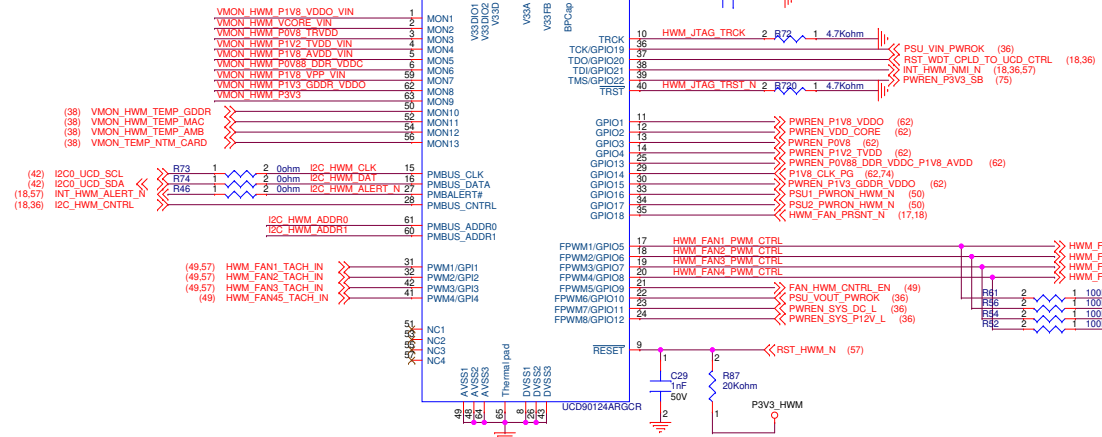 V33DIO1
V33DIO2
V33D
V33A
V33FB
BPCap
VMON_HWM_P1V8_VDDO_VIN 1 MON1
VMON_HWM_VCORE_VIN 2 MON2
VMON_HWM_P0V8_TRVDD 3 MON3
VMON_HWM_P1V2_TVDD_VIN 4 MON4
VMON_HWM_P1V8_AVDD_VIN 5 MON5
VMON_HWM_P0V88_DDR_VDDC 6 MON6
VMON_HWM_P1V8_VPP_VIN 59 MON7
VMON_HWM_P1V3_GDDR_VDDO 62 MON8
VMON_HWM_P3V3 63 MON9
50 MON10
(38) VMON_HWM_TEMP_GDDR 52 MON11
(38) VMON_HWM_TEMP_MAC 54 MON12
(38) VMON_HWM_TEMP_AMB 56 MON13
(38) VMON_TEMP_NTM_CARD
(42) I2C0_UCD_SCL R73 1 2 0ohm I2C_HWM_CLK 15 PMBUS_CLK
(42) I2C0_UCD_SDA R74 1 2 0ohm I2C_HWM_DAT 16 PMBUS_DATA
(18,57) INT_HWM_ALERT_N R46 1 2 0ohm I2C_HWM_ALERT_N 27 PMBALERT#
(18,36) I2C_HWM_CNTRL 28 PMBUS_CNTRL
I2C_HWM_ADDR0 61 PMBUS_ADDR0
I2C_HWM_ADDR1 60 PMBUS_ADDR1
(49,57) HWM_FAN1_TACH_IN 31 PWM1/GPI1
(49,57) HWM_FAN2_TACH_IN 32 PWM2/GPI2
(49,57) HWM_FAN3_TACH_IN 42 PWM3/GPI3
(49) HWM_FAN45_TACH_IN 41 PWM4/GPI4
51 NC1
NC2
NC3
NC4
TRCK 10 HWM_JTAG_TRCK 2 R72 1 4.7Kohm
TCK/GPIO19 36 PSU_VIN_PWROK (36)
TDO/GPIO20 37 RST_WDT_CPLD_TO_UCD_CTRL (18,36)
TDI/GPIO21 38 INT_HWM_NMI_N (18,36,57)
TMS/GPIO22 39 PWREN_P3V3_SB (75)
TRST 40 HWM_JTAG_TRST_N 2 R720 1 4.7Kohm
GPIO1 11 PWREN_P1V8_VDDO (62)
GPIO2 12 PWREN_VDD_CORE (62)
GPIO3 13 PWREN_P0V8 (62)
GPIO4 14 PWREN_P1V2_TVDD (62)
GPIO13 25 PWREN_P0V88_DDR_VDDC_P1V8_AVDD (62)
GPIO14 29 P1V8_CLK_PG (62,74)
GPIO15 30 PWREN_P1V3_GDDR_VDDO (62)
GPIO16 33 PSU1_PWRON_HWM_N (50)
GPIO17 34 PSU2_PWRON_HWM_N (50)
GPIO18 35 HWM_FAN_PRSNT_N (17,18)
FPWM1/GPIO5 17 HWM_FAN1_PWM_CTRL HWM_F
FPWM2/GPIO6 18 HWM_FAN2_PWM_CTRL HWM_F
FPWM3/GPIO7 19 HWM_FAN3_PWM_CTRL HWM_F
FPWM4/GPIO8 20 HWM_FAN4_PWM_CTRL HWM_F
FPWM5/GPIO9 21 FAN_HWM_CNTRL_EN (49)
FPWM6/GPIO10 22 PSU_VOUT_PWROK (36)
FPWM7/GPIO11 23 PWREN_SYS_DC_L (36)
FPWM8/GPIO12 24 PWREN_SYS_P12V_L (36)
R61 2 1 100
R56 2 1 100
R54 2 1 100
R52 2 1 100
RESET 9 RST_HWM_N (57)
1 C29 1nF 50V 2
2 R87 20Kohm 1
P3V3_HWM
AVSS1 AVSS2 AVSS3 Thermal pad DVSS1 DVSS2 DVSS3
49 48 64 65 8 26 43
UCD90124ARGCR